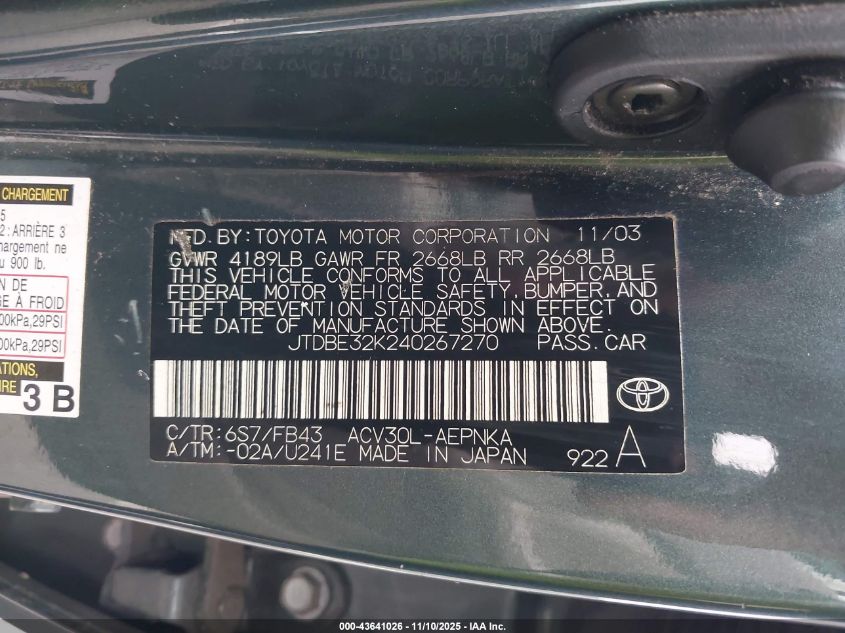 CHARGEMENT
5
2:ARRIÈRE 3
chargement ne
u 900 lb.
ON DE
GE À FROID
00kPa,29PSI
00kPa,29PSI
ATIONS,
IRE
3 B
MFD. BY:TOYOTA MOTOR CORPORATION 11/03
GVWR 4189LB GAWR FR 2668LB RR 2668LB
THIS VEHICLE CONFORMS TO ALL APPLICABLE
FEDERAL MOTOR VEHICLE SAFETY, BUMPER, AND
THEFT PREVENTION STANDARDS IN EFFECT ON
THE DATE OF MANUFACTURE SHOWN ABOVE.
JTDBE32K240267270 PASS. CAR
C/TR: 6S7/FB43 ACV30L-AEPNKA
A/TM:-02A/U241E MADE IN JAPAN 922 A
000-43641026 - 11/10/2025 - IAA Inc.